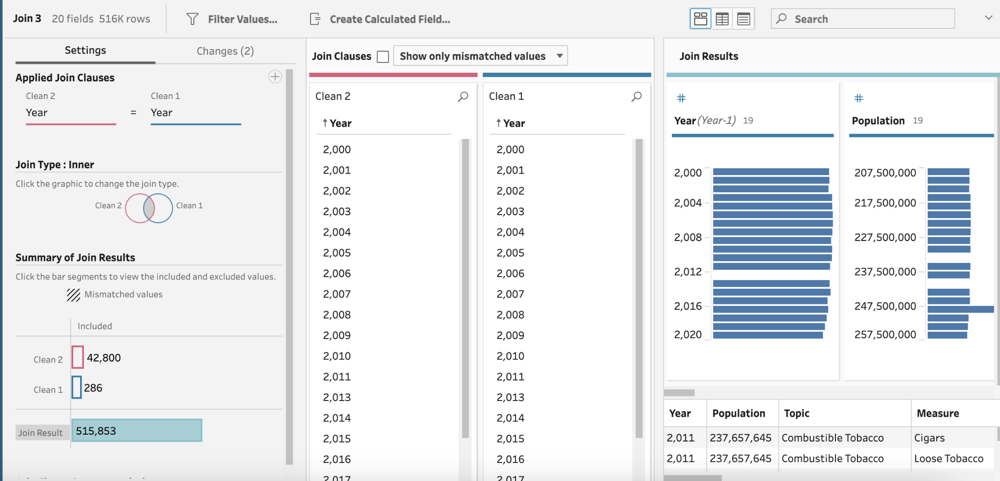 Join 3 20 fields 516K rows Filter Values... Create Calculated Field... Search
Settings Changes (2)
Applied Join Clauses
Clean 2 Clean 1
Year = Year
Join Type : Inner
Click the graphic to change the join type.
Clean 2 Clean 1
Summary of Join Results
Click the bar segments to view the included and excluded values.
Mismatched values
Included
Clean 2 42,800
Clean 1 286
Join Result 515,853
Join Clauses Show only mismatched values
Clean 2
↑ Year
2,000
2,001
2,002
2,003
2,004
2,005
2,006
2,007
2,008
2,009
2,010
2,011
2,013
2,014
2,015
2,016
2,017
Clean 1
↑ Year
2,000
2,001
2,002
2,003
2,004
2,005
2,006
2,007
2,008
2,009
2,010
2,011
2,013
2,014
2,015
2,016
2,017
Join Results
#
Year (Year-1) 19
2,000
2,004
2,008
2,012
2,016
2,020
#
Population 19
207,500,000
217,500,000
227,500,000
237,500,000
247,500,000
257,500,000
Year Population Topic Measure
2,011 237,657,645 Combustible Tobacco Cigars
2,011 237,657,645 Combustible Tobacco Loose Tobacco